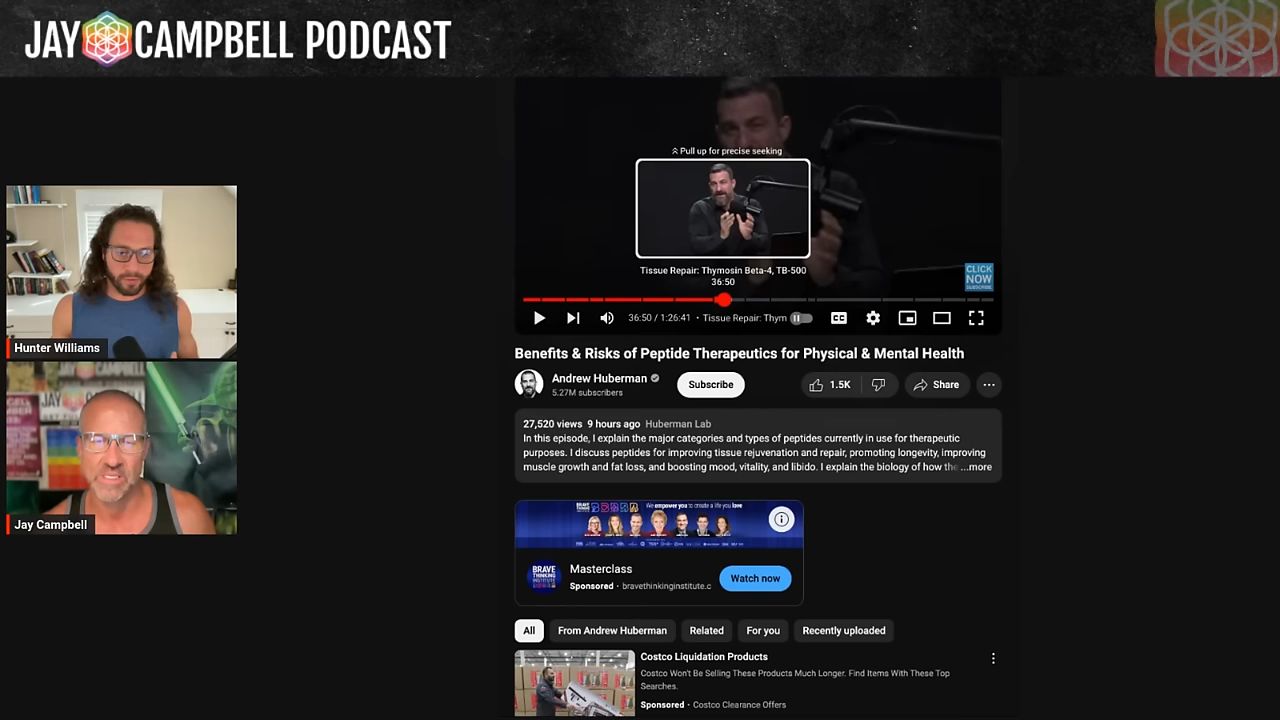 JAY CAMPBELL PODCAST
Hunter Williams
Jay Campbell
Pull up for precise seeking
Tissue Repair: Thymosin Beta-4, TB-500
36:50
CLICK
NOW
SUBSCRIBE
36:50 / 1:26:41 • Tissue Repair: Thym
CC
Benefits & Risks of Peptide Therapeutics for Physical & Mental Health
Andrew Huberman
5.27M subscribers
Subscribe
1.5K
Share
27,520 views 9 hours ago Huberman Lab
In this episode, I explain the major categories and types of peptides currently in use for therapeutic
purposes. I discuss peptides for improving tissue rejuvenation and repair, promoting longevity, improving
muscle growth and fat loss, and boosting mood, vitality, and libido. I explain the biology of how the ...more
We empower you to create a life you love
BRAVE
THINKING
INSTITUTE
Masterclass
Sponsored • bravethinkinginstitute.c
Watch now
All
From Andrew Huberman
Related
For you
Recently uploaded
Costco Liquidation Products
Costco Won't Be Selling These Products Much Longer. Find Items With These Top
Searches.
Sponsored • Costco Clearance Offers